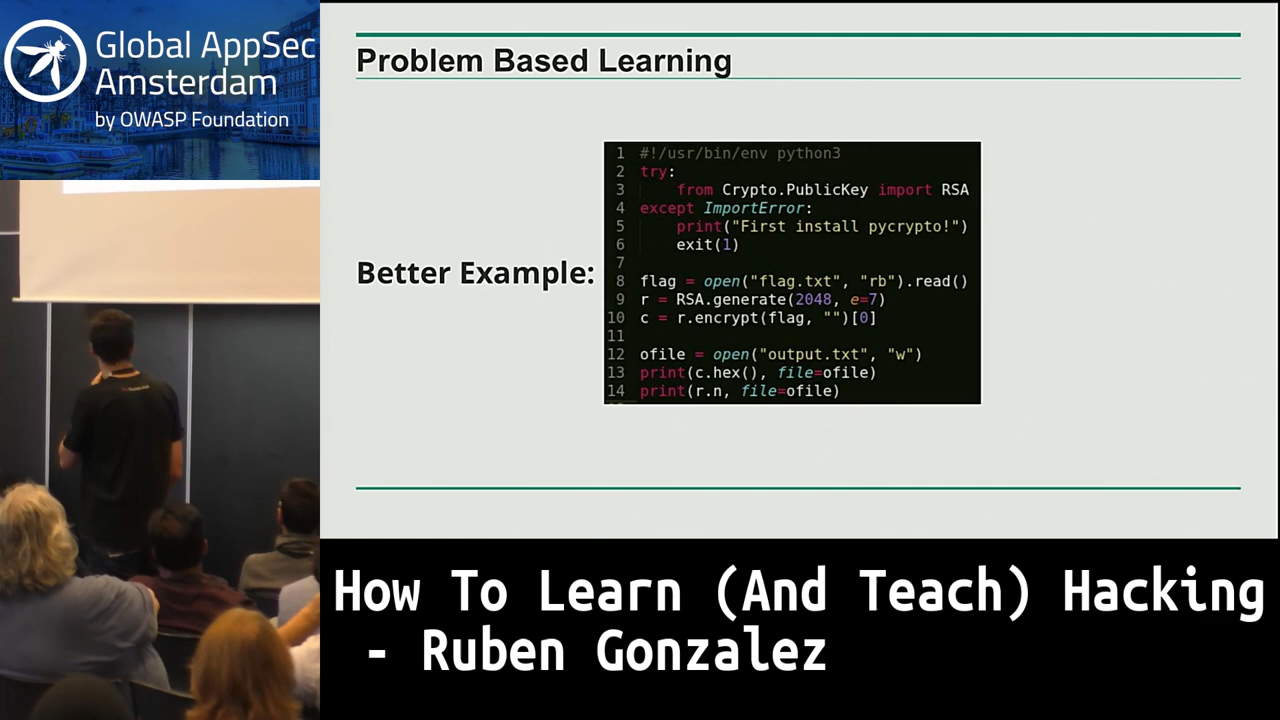 Global AppSec
Amsterdam
by OWASP Foundation
Problem Based Learning
Better Example:
1 #!/usr/bin/env python3
2 try:
3     from Crypto.PublicKey import RSA
4 except ImportError:
5     print("First install pycrypto!")
6     exit(1)
7
8 flag = open("flag.txt", "rb").read()
9 r = RSA.generate(2048, e=7)
10 c = r.encrypt(flag, "")[0]
11
12 ofile = open("output.txt", "w")
13 print(c.hex(), file=ofile)
14 print(r.n, file=ofile)
How To Learn (And Teach) Hacking
- Ruben Gonzalez